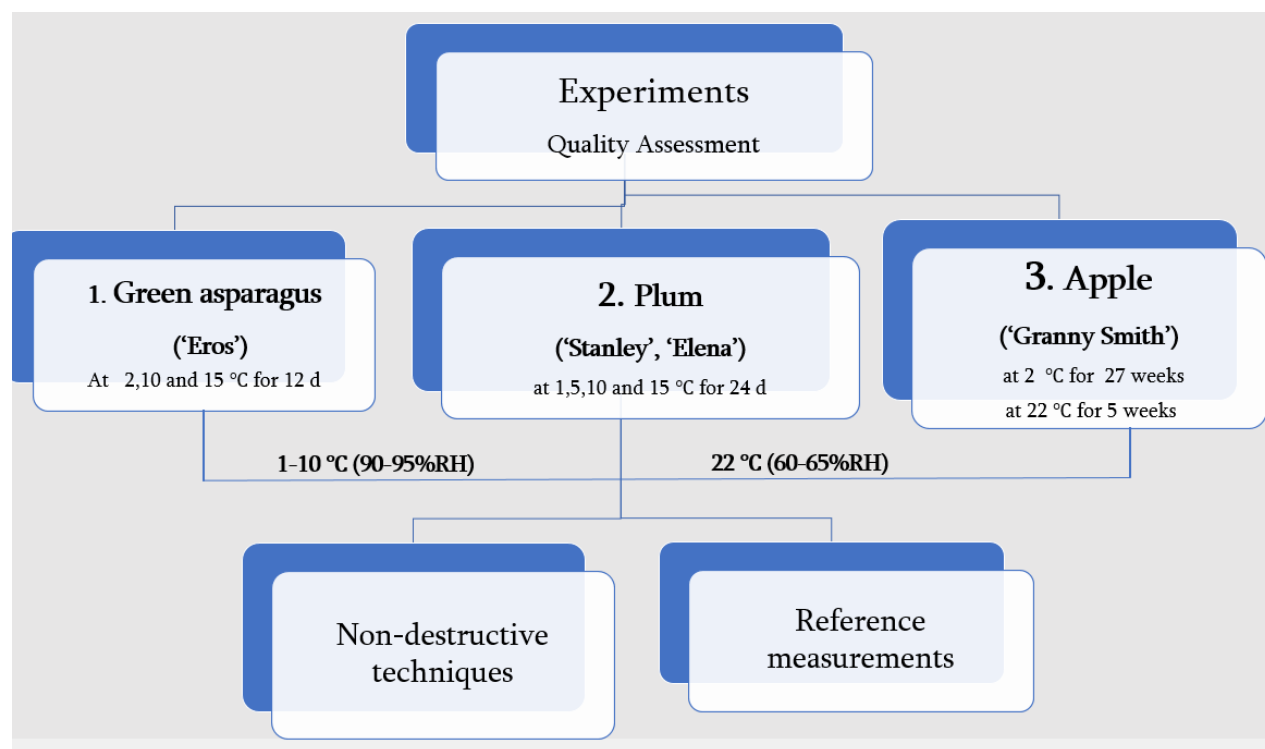 Experiments
Quality Assessment
1. Green asparagus
(‘Eros’)
At 2,10 and 15 °C for 12 d
2. Plum
(‘Stanley’, ‘Elena’)
at 1,5,10 and 15 °C for 24 d
3. Apple
(‘Granny Smith’)
at 2 °C for 27 weeks
at 22 °C for 5 weeks
1-10 °C (90-95%RH)
22 °C (60-65%RH)
Non-destructive
techniques
Reference
measurements